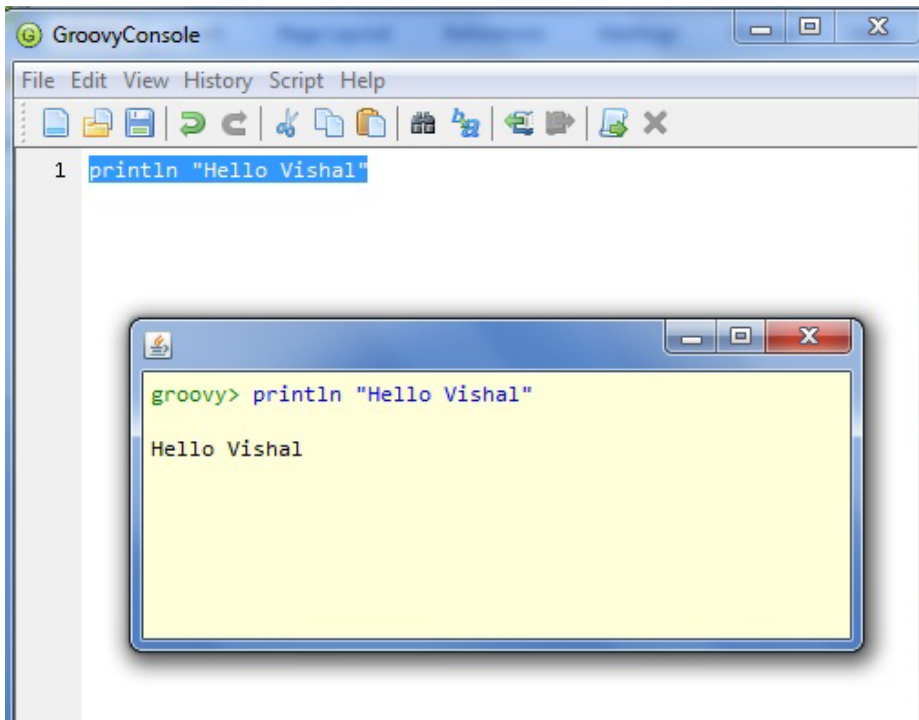 GroovyConsole
File Edit View History Script Help
1 println "Hello Vishal"
groovy> println "Hello Vishal"
Hello Vishal